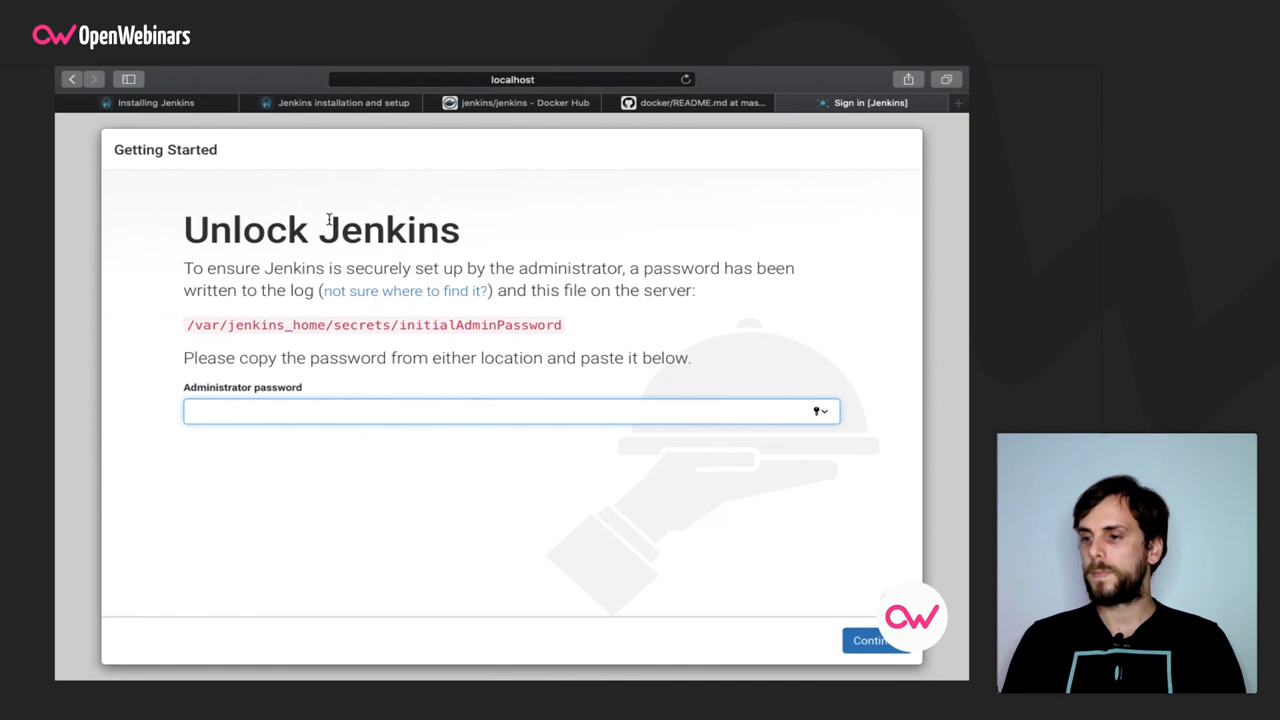 OpenWebinars
localhost
Installing Jenkins
Jenkins installation and setup
jenkins/jenkins - Docker Hub
docker/README.md at mas...
Sign in [Jenkins]
Getting Started
Unlock Jenkins
To ensure Jenkins is securely set up by the administrator, a password has been
written to the log (not sure where to find it?) and this file on the server:
/var/jenkins_home/secrets/initialAdminPassword
Please copy the password from either location and paste it below.
Administrator password
Contin